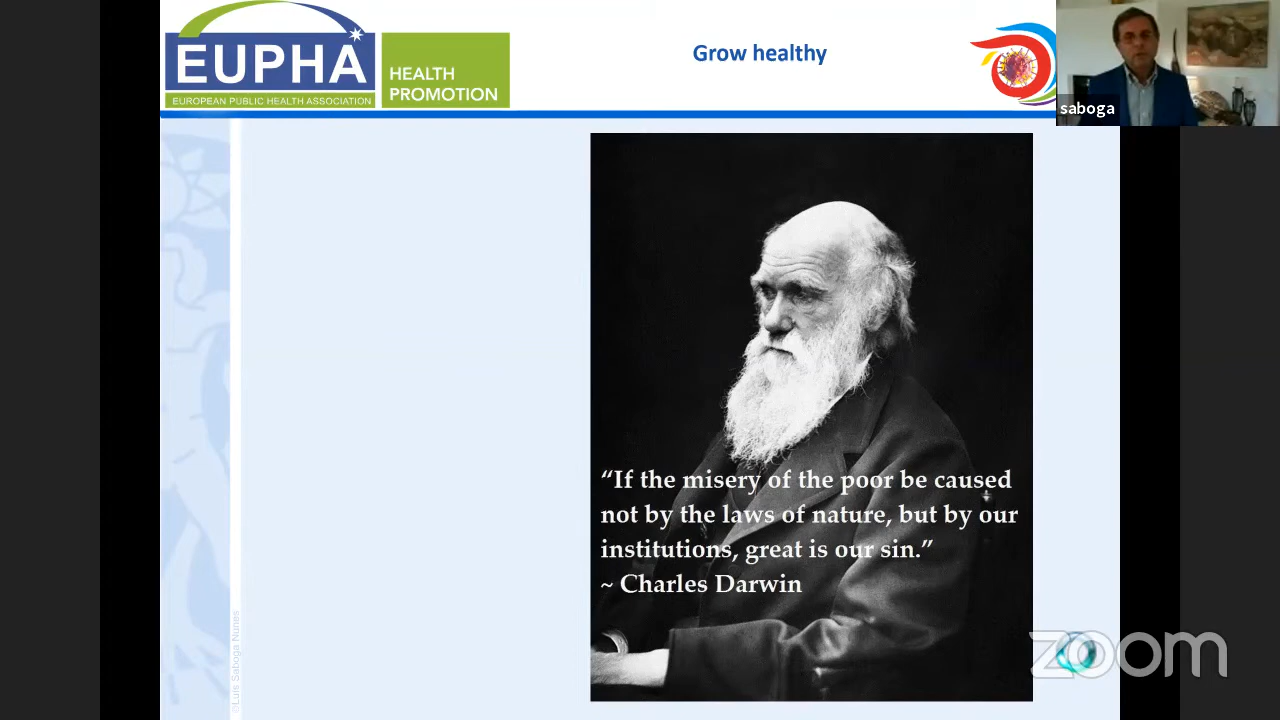 EUPHA
EUROPEAN PUBLIC HEALTH ASSOCIATION
HEALTH
PROMOTION
Grow healthy
saboga
“If the misery of the poor be caused
not by the laws of nature, but by our
institutions, great is our sin.”
~ Charles Darwin
©Luis Saboga Nunes
zoom